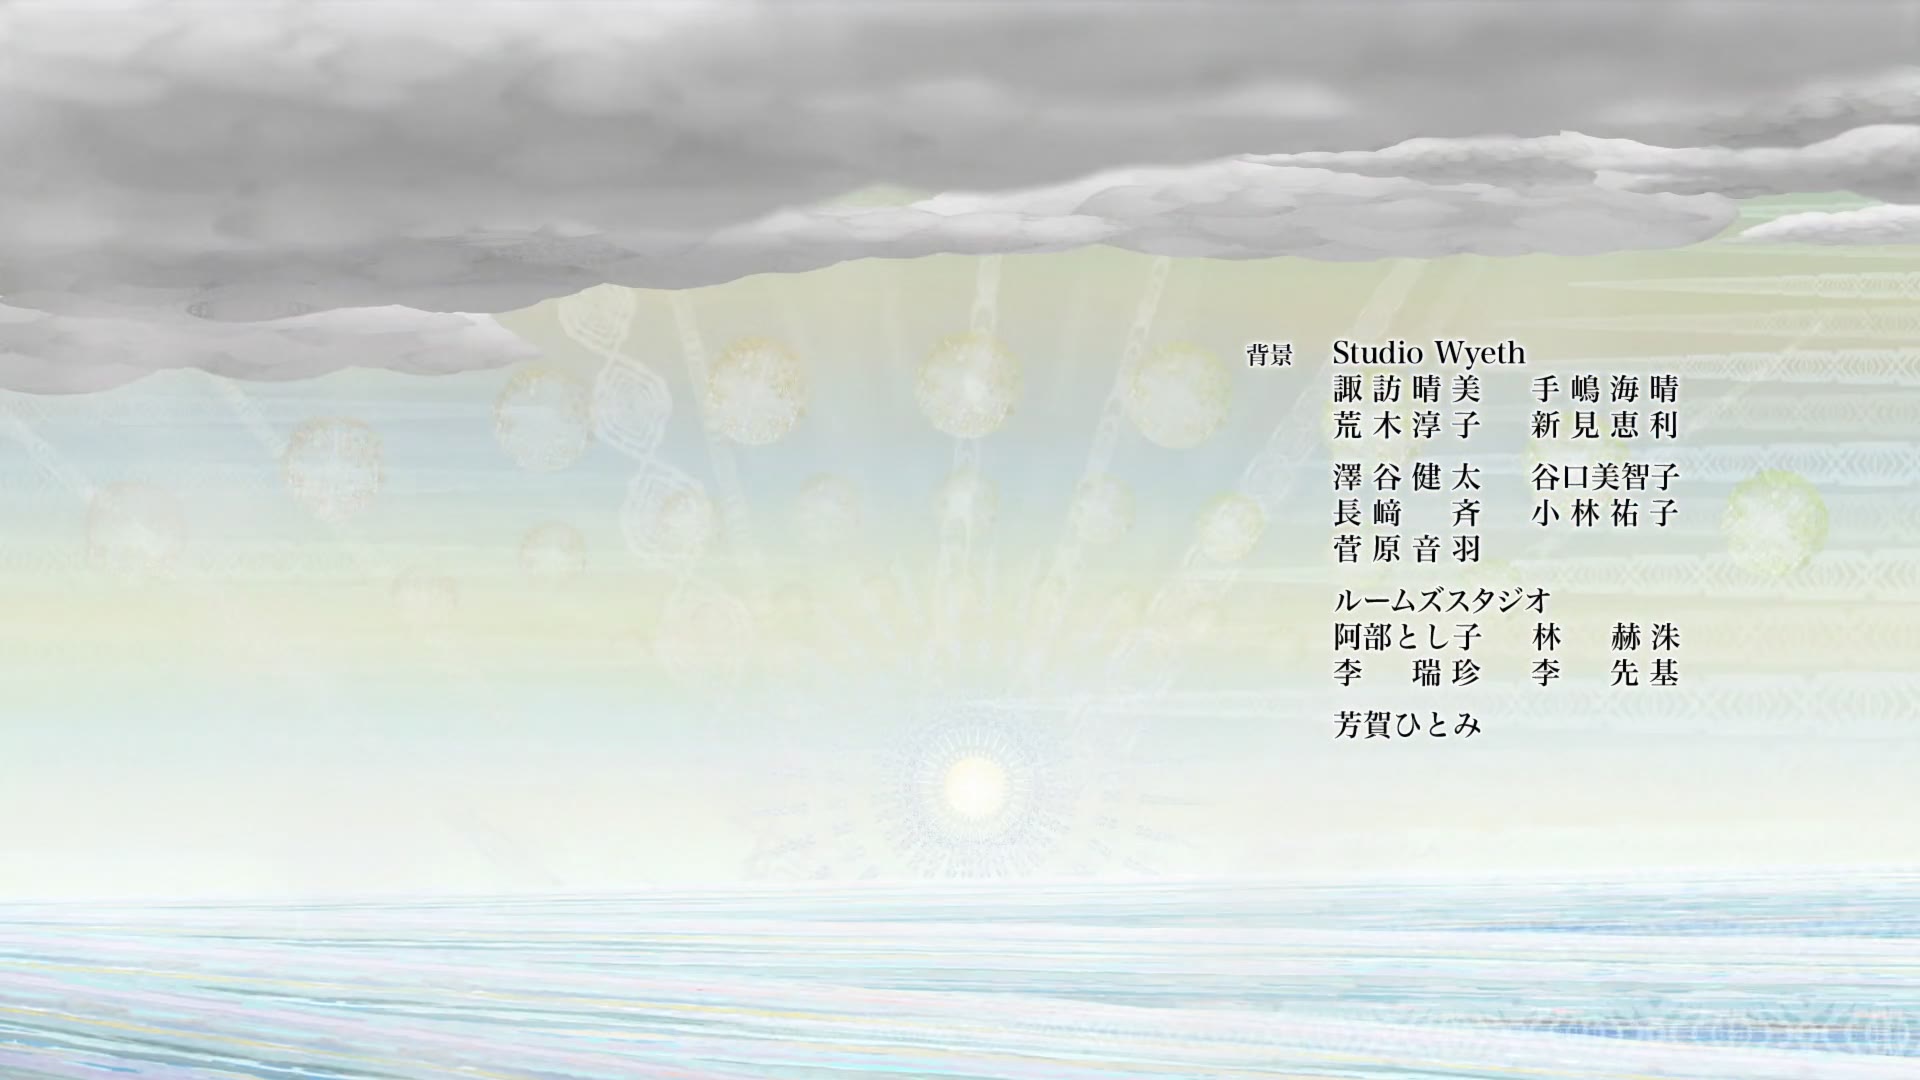 背景 Studio Wyeth
諏訪晴美 手嶋海晴
荒木淳子 新見恵利
澤谷健太 谷口美智子
長﨑 斉 小林祐子
菅原音羽
ルームズスタジオ
阿部とし子 林 赫洙
李 瑞珍 李 先基
芳賀ひとみ